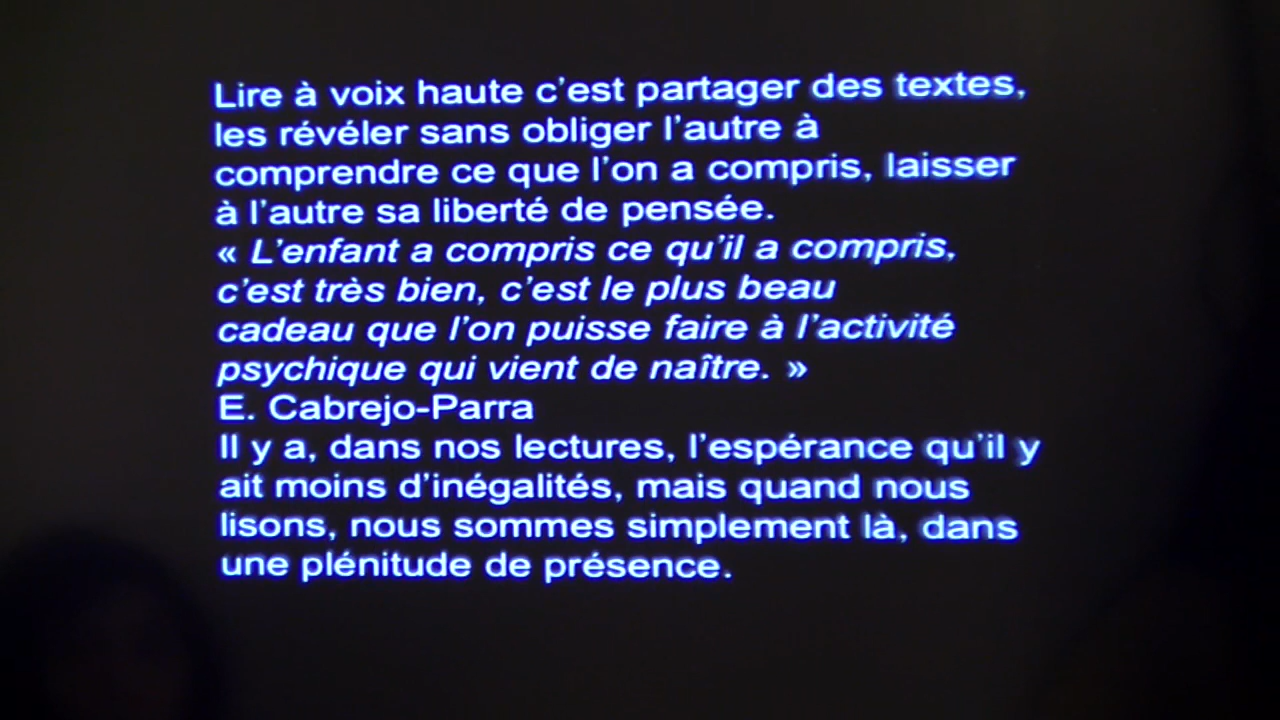 Lire à voix haute c’est partager des textes,
les révéler sans obliger l’autre à
comprendre ce que l’on a compris, laisser
à l’autre sa liberté de pensée.
« L’enfant a compris ce qu’il a compris,
c’est très bien, c’est le plus beau
cadeau que l’on puisse faire à l’activité
psychique qui vient de naître. »
E. Cabrejo-Parra
Il y a, dans nos lectures, l’espérance qu’il y
ait moins d’inégalités, mais quand nous
lisons, nous sommes simplement là, dans
une plénitude de présence.